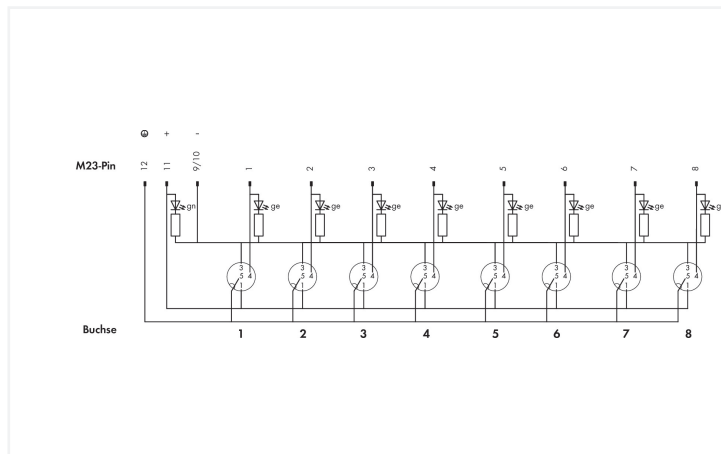 ⏚ + -
M23-Pin 12 11 9/10 1 2 3 4 5 6 7 8
gn ge ge ge ge ge ge ge g
3 3 3 3 3 3 3 3
5 4 5 4 5 4 5 4 5 4 5 4 5 4 5 4
1 1 1 1 1 1 1 1
Buchse 1 2 3 4 5 6 7 8